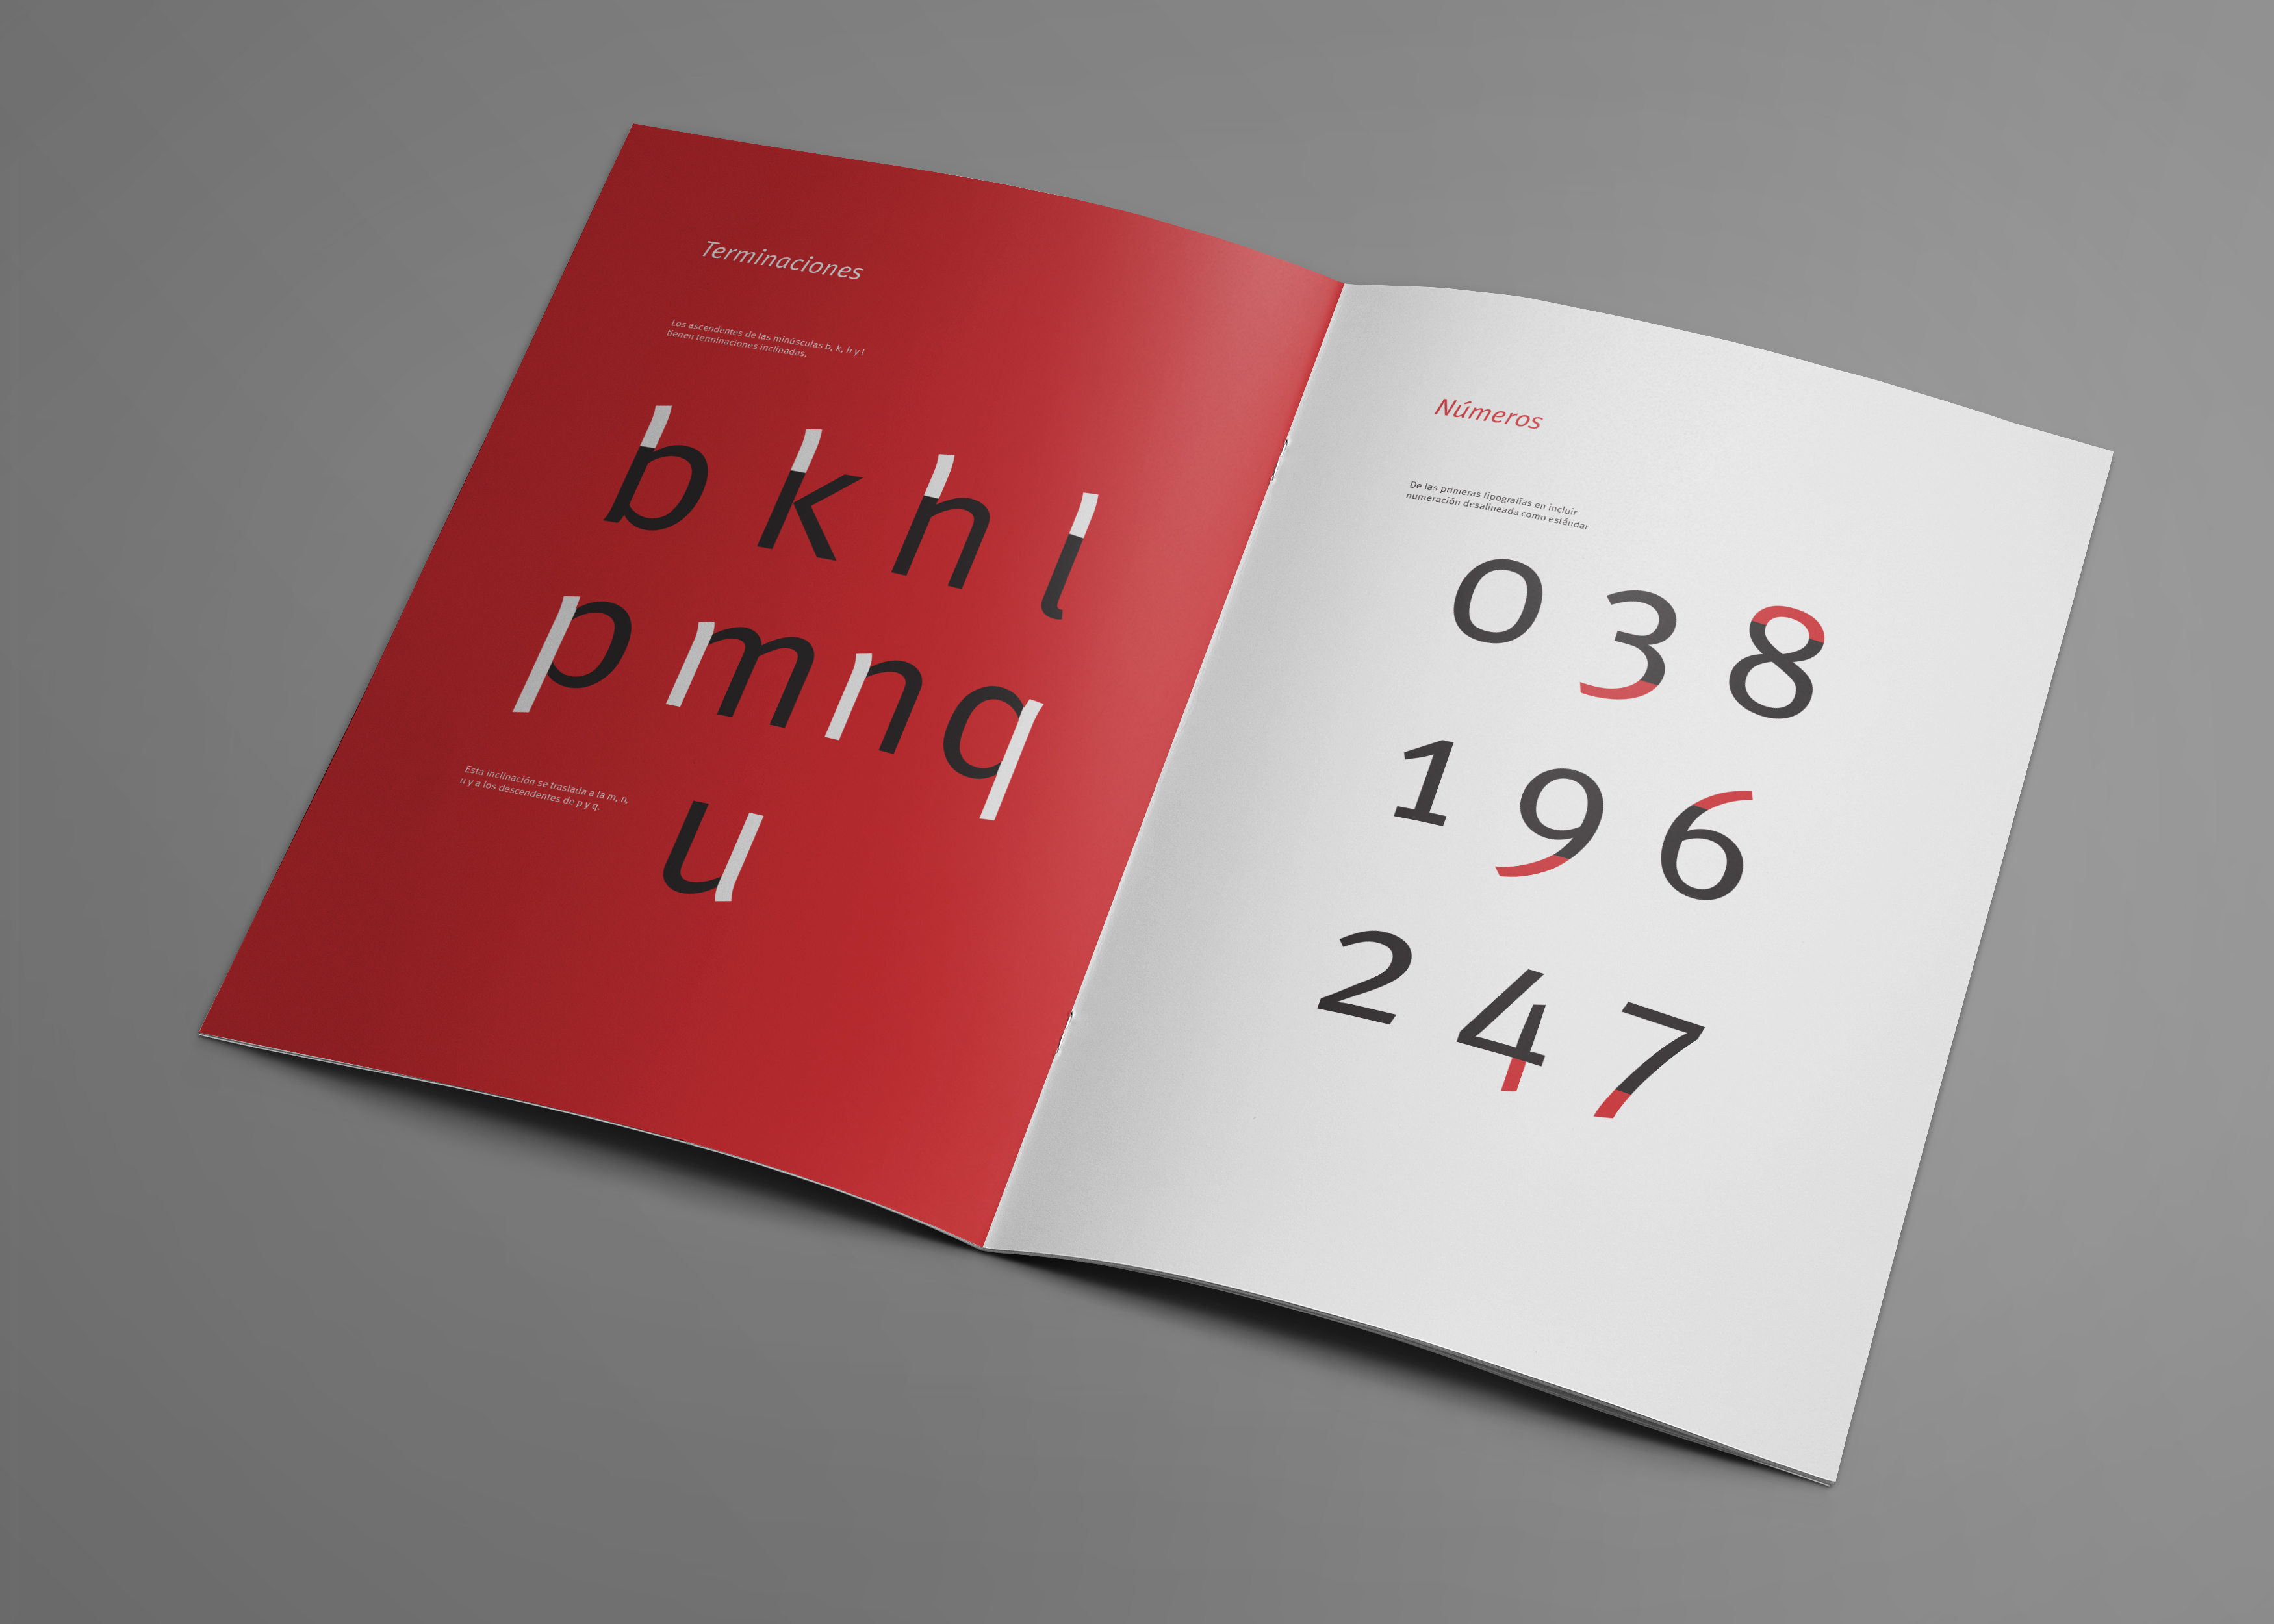 Terminaciones
Los ascendentes de las minúsculas b, k, h y l
tienen terminaciones inclinadas.
b k h l
p m n q
Esta inclinación se traslada a la m, n,
u y a los descendentes de p y q.
u
Números
De las primeras tipografías en incluir
numeración desalineada como estándar
0 3 8
1 9 6
2 4 7